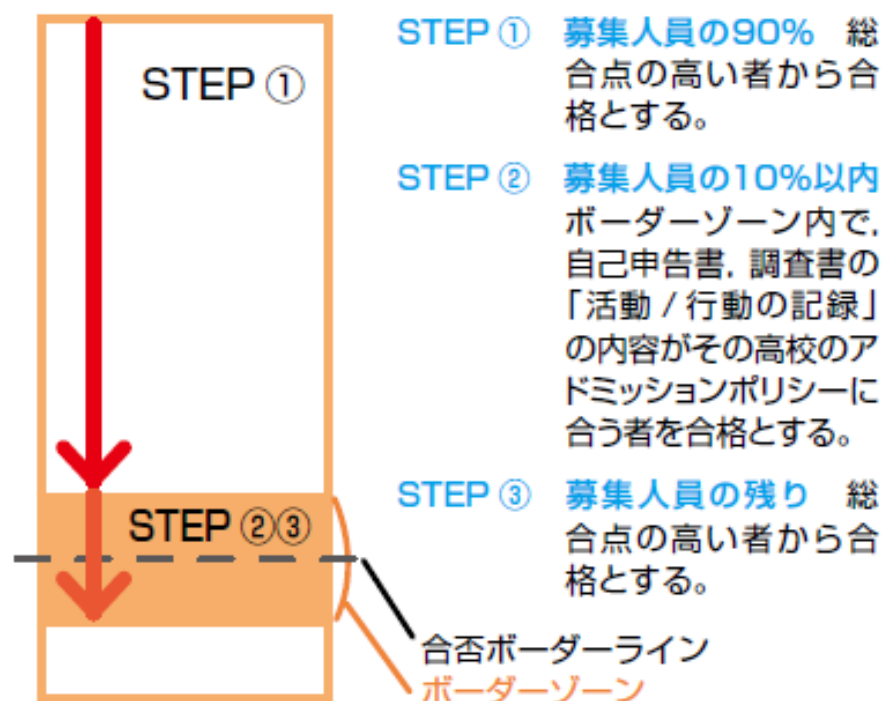 STEP ①
STEP ②③
STEP ① 募集人員の90% 総
合点の高い者から合
格とする。
STEP ② 募集人員の10%以内
ボーダーゾーン内で,
自己申告書, 調査書の
「活動/行動の記録」
の内容がその高校のア
ドミッションポリシーに
合う者を合格とする。
STEP ③ 募集人員の残り 総
合点の高い者から合
格とする。
合否ボーダーライン
ボーダーゾーン